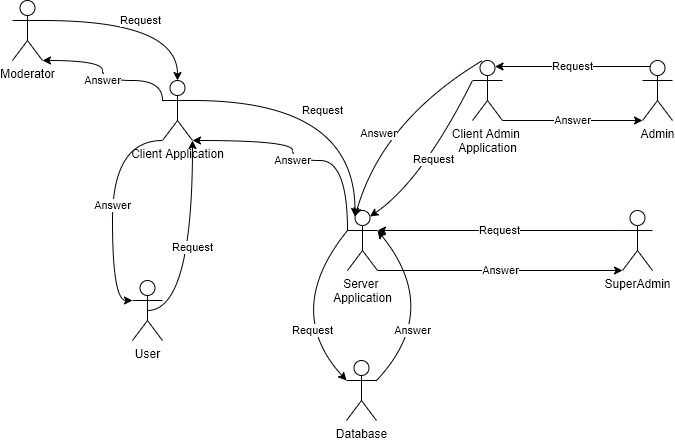 Request
Moderator
Answer
Client Application
Request
Answer
Answer
Request
User
Request
Answer
Client Admin
Application
Admin
Answer
Request
Server
Application
Request
Answer
SuperAdmin
Request
Answer
Database